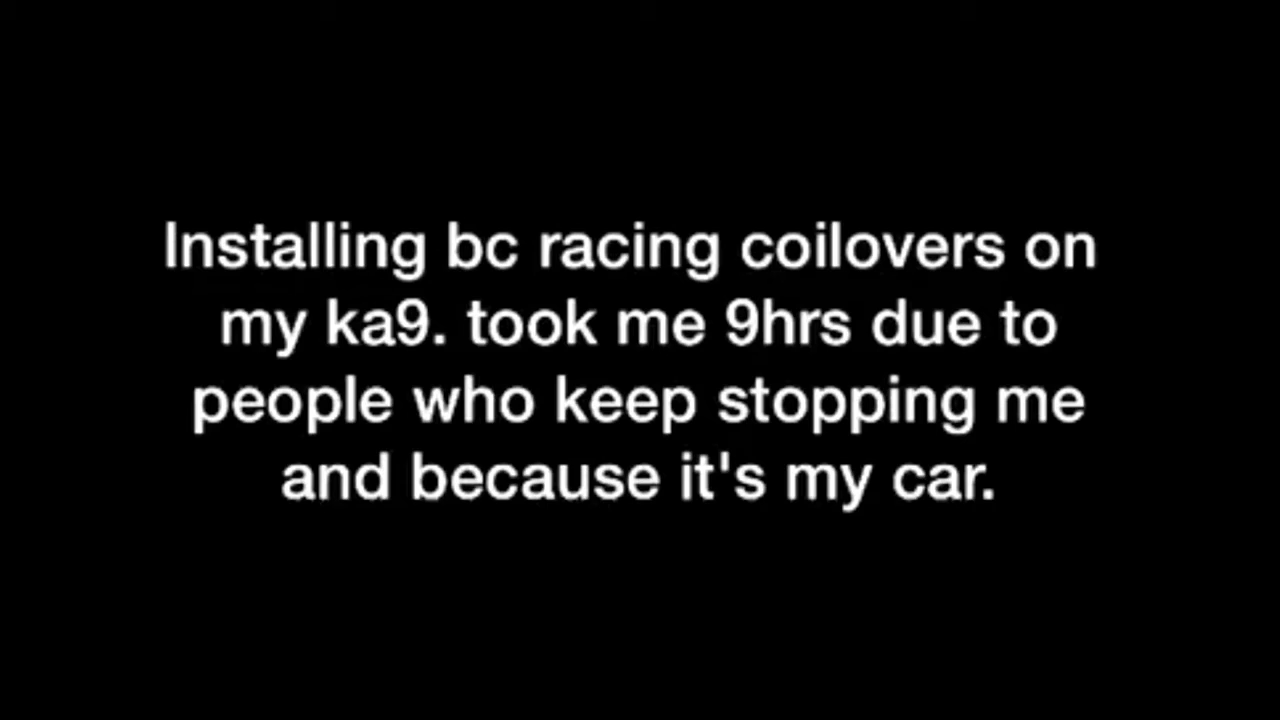 Installing bc racing coilovers on
my ka9. took me 9hrs due to
people who keep stopping me
and because it's my car.